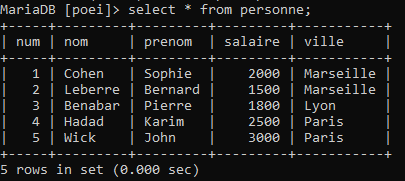 MariaDB [poei]> select * from personne;
+-----+---------+---------+---------+-----------+
| num | nom     | prenom  | salaire | ville     |
+-----+---------+---------+---------+-----------+
|   1 | Cohen   | Sophie  |    2000 | Marseille |
|   2 | Leberre | Bernard |    1500 | Marseille |
|   3 | Benabar | Pierre  |    1800 | Lyon      |
|   4 | Hadad   | Karim   |    2500 | Paris     |
|   5 | Wick    | John    |    3000 | Paris     |
+-----+---------+---------+---------+-----------+
5 rows in set (0.000 sec)